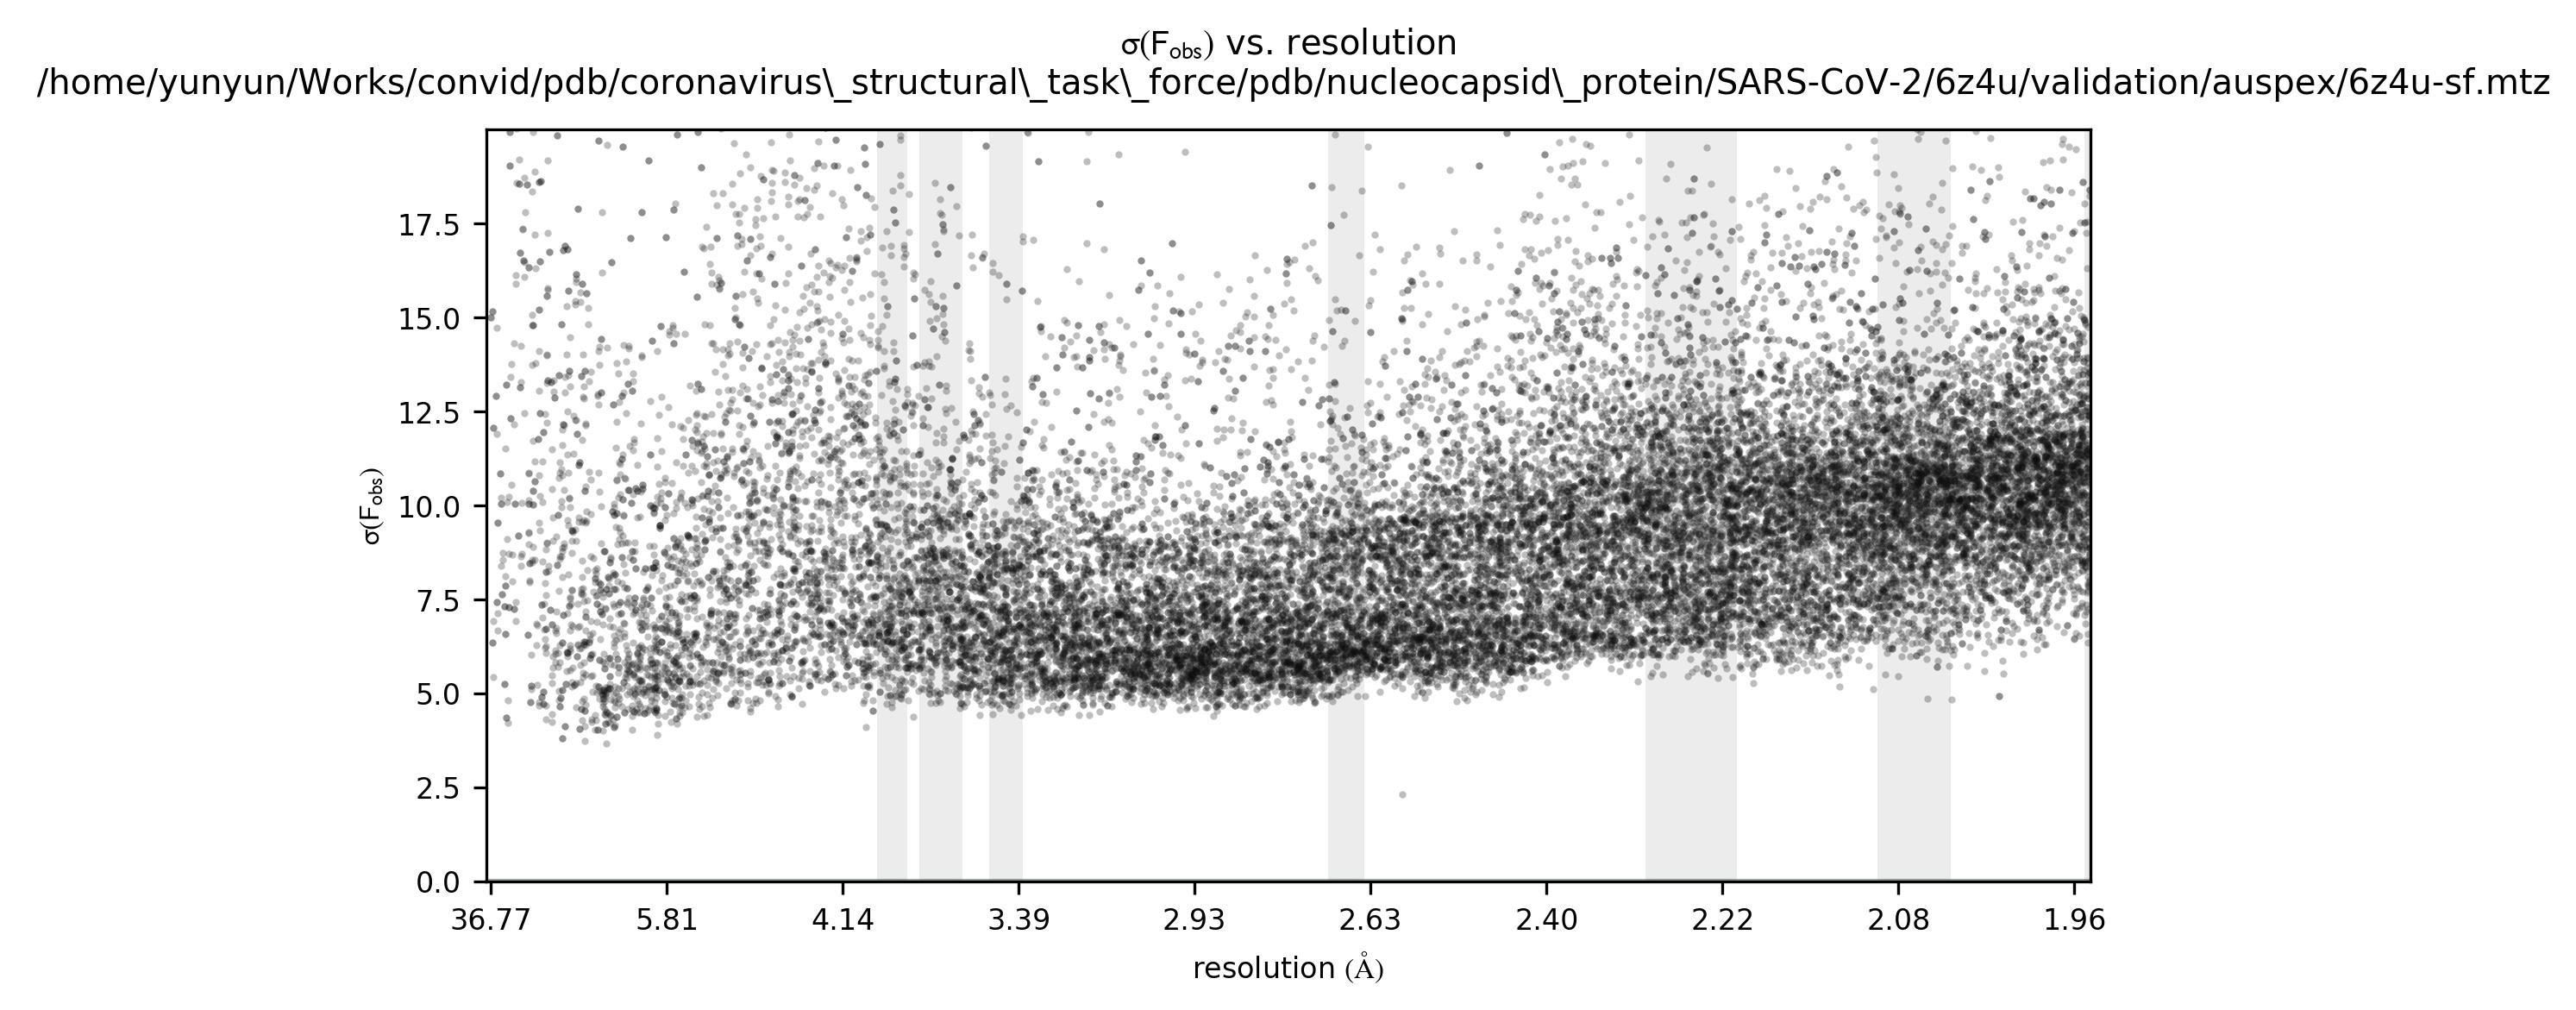 σ(Fobs) vs. resolution
/home/yunyun/Works/convid/pdb/coronavirus\_structural\_task\_force/pdb/nucleocapsid\_protein/SARS-CoV-2/6z4u/validation/auspex/6z4u-sf.mtz
17.5
15.0
12.5
10.0
7.5
5.0
2.5
0.0
σ(Fobs)
36.77 5.81 4.14 3.39 2.93 2.63 2.40 2.22 2.08 1.96
resolution (Å)